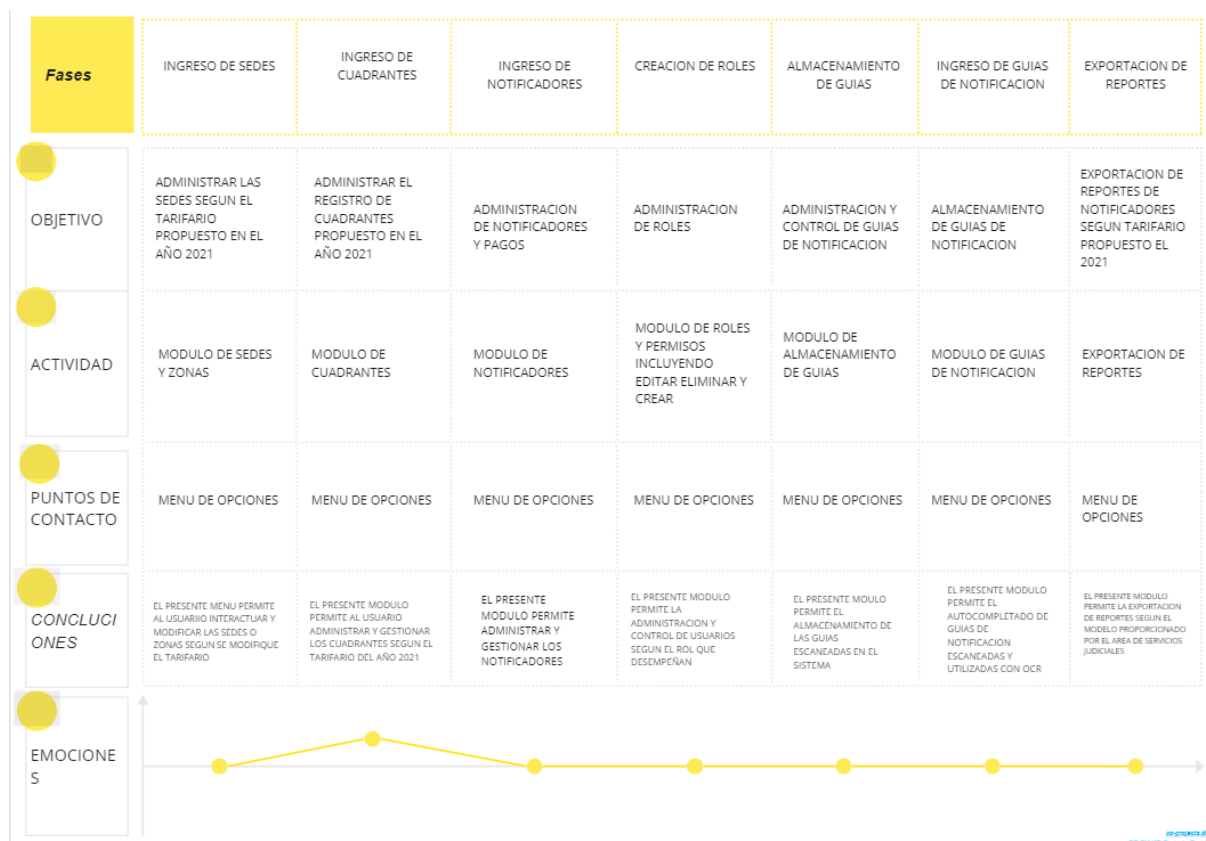 Fases
INGRESO DE SEDES
INGRESO DE
CUADRANTES
INGRESO DE
NOTIFICADORES
CREACION DE ROLES
ALMACENAMIENTO
DE GUIAS
INGRESO DE GUIAS
DE NOTIFICACION
EXPORTACION DE
REPORTES
OBJETIVO
ADMINISTRAR LAS
SEDES SEGUN EL
TARIFARIO
PROPUESTO EN EL
AÑO 2021
ADMINISTRAR EL
REGISTRO DE
CUADRANTES
PROPUESTO EN EL
AÑO 2021
ADMINISTRACION
DE NOTIFICADORES
Y PAGOS
ADMINISTRACION
DE ROLES
ADMINISTRACION Y
CONTROL DE GUIAS
DE NOTIFICACION
ALMACENAMIENTO
DE GUIAS DE
NOTIFICACION
EXPORTACION DE
REPORTES DE
NOTIFICADORES
SEGUN TARIFARIO
PROPUESTO EL
2021
ACTIVIDAD
MODULO DE SEDES
Y ZONAS
MODULO DE
CUADRANTES
MODULO DE
NOTIFICADORES
MODULO DE ROLES
Y PERMISOS
INCLUYENDO
EDITAR ELIMINAR Y
CREAR
MODULO DE
ALMACENAMIENTO
DE GUIAS
MODULO DE GUIAS
DE NOTIFICACION
EXPORTACION DE
REPORTES
PUNTOS DE
CONTACTO
MENU DE OPCIONES
MENU DE OPCIONES
MENU DE OPCIONES
MENU DE OPCIONES
MENU DE OPCIONES
MENU DE OPCIONES
MENU DE
OPCIONES
CONCLUCI
ONES
EL PRESENTE MENU PERMITE
AL USUARIIO INTERACTUAR Y
MODIFICAR LAS SEDES O
ZONAS SEGUN SE MODIFIQUE
EL TARIFARIO
EL PRESENTE MODULO
PERMITE AL USUARIO
ADMINISTRAR Y GESTIONAR
LOS CUADRANTES SEGUN EL
TARIFARIO DEL AÑO 2021
EL PRESENTE
MODULO PERMITE
ADMINISTRAR Y
GESTIONAR LOS
NOTIFICADORES
EL PRESENTE MODULO
PERMITE LA
ADMINISTRACION Y
CONTROL DE USUARIOS
SEGUN EL ROL QUE
DESEMPEÑAN
EL PRESENTE MOULO
PERMITE EL
ALMACENAMIENTO DE
LAS GUIAS
ESCANEADAS EN EL
SISTEMA
EL PRESENTE MODULO
PERMITE EL
AUTOCOMPLETADO DE
GUIAS DE
NOTIFICACION
ESCANEADAS Y
UTILIZADAS CON OCR
EL PRESENTE MODULO
PERMITE LA EXPORTACION
DE REPORTES SEGUN EL
MODELO PROPORCIONADO
POR EL AREA DE SERVICIOS
JUDICIALES
EMOCIONE
S